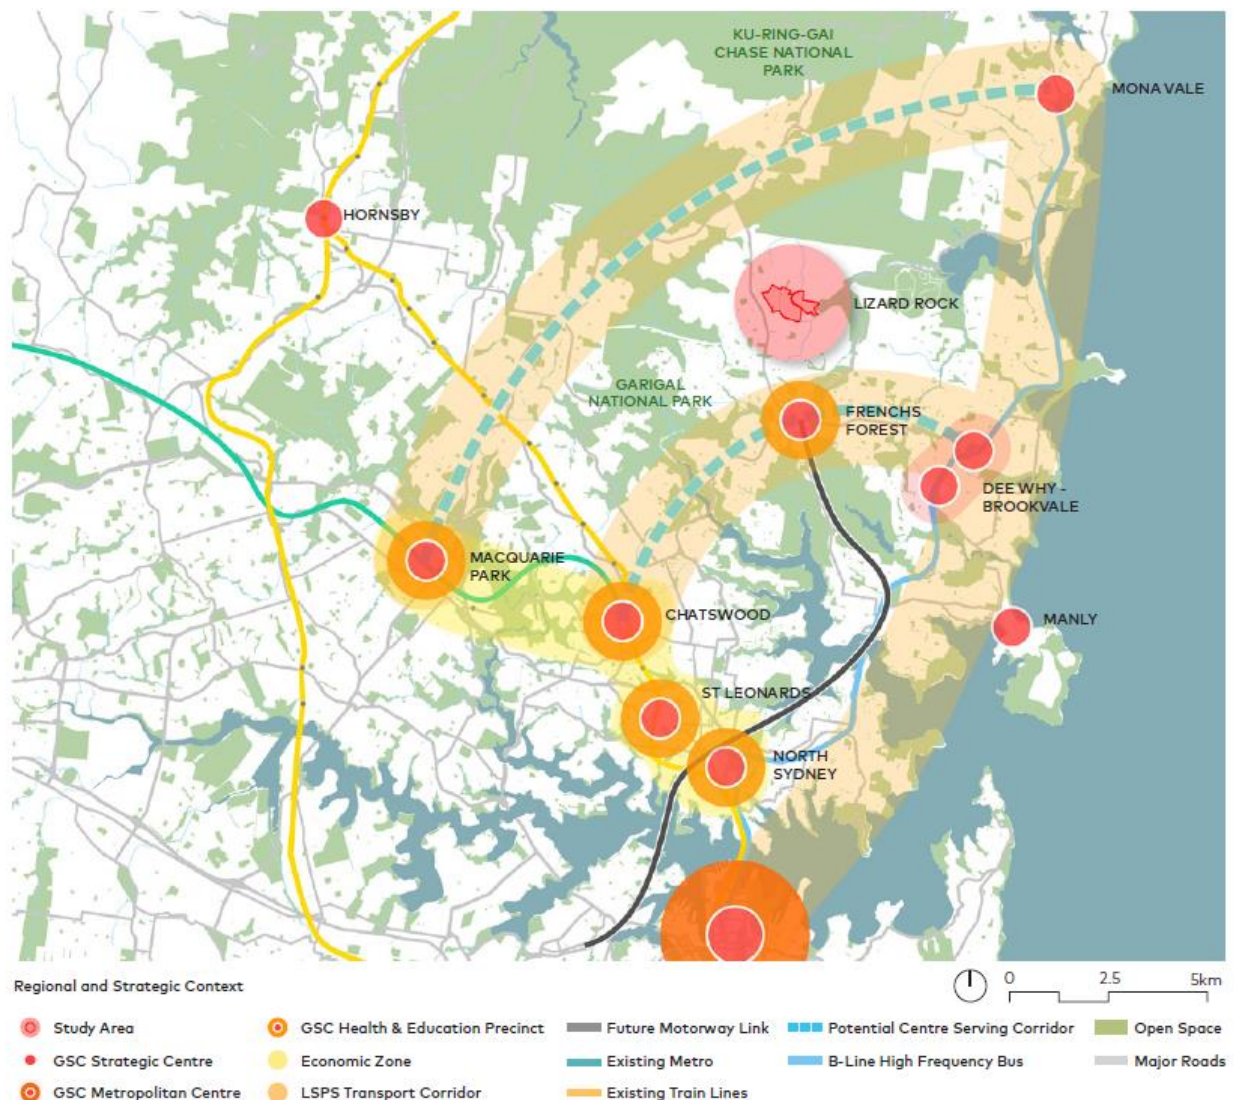 KU-RING-GAI
CHASE NATIONAL
PARK
MONA VALE
HORNSBY
LIZARD ROCK
GARIGAL
NATIONAL PARK
FRENCHS
FOREST
DEE WHY -
BROOKVALE
MACQUARIE
PARK
CHATSWOOD
MANLY
ST LEONARDS
NORTH
SYDNEY
Regional and Strategic Context
0 2.5 5km
Study Area
GSC Strategic Centre
GSC Metropolitan Centre
GSC Health & Education Precinct
Economic Zone
LSPS Transport Corridor
Future Motorway Link
Existing Metro
Existing Train Lines
Potential Centre Serving Corridor
B-Line High Frequency Bus
Open Space
Major Roads